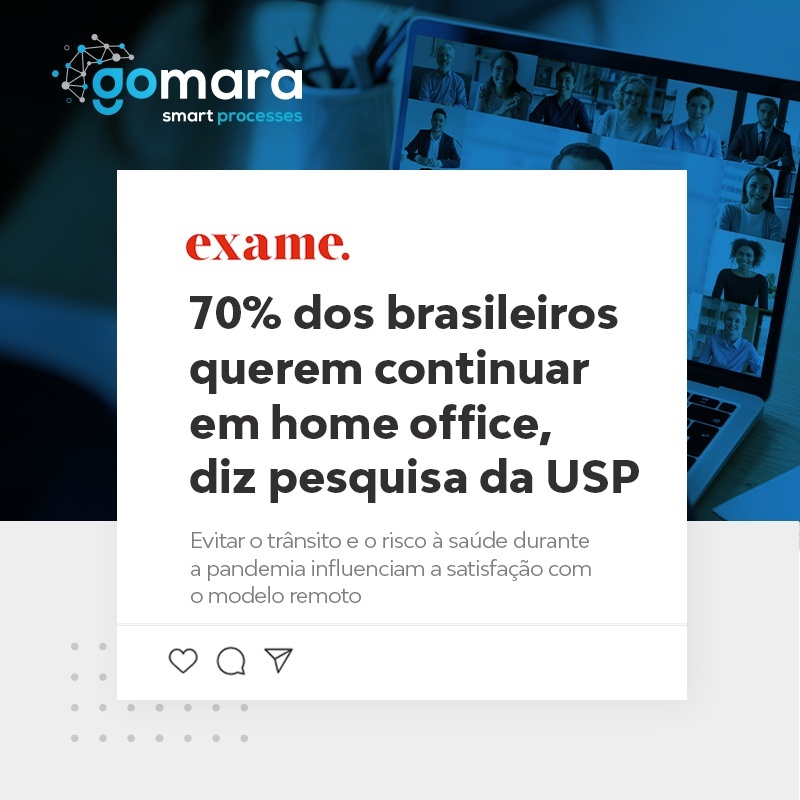 gomara
smart processes
exame.
70% dos brasileiros
querem continuar
em home office,
diz pesquisa da USP
Evitar o trânsito e o risco à saúde durante
a pandemia influenciam a satisfação com
o modelo remoto